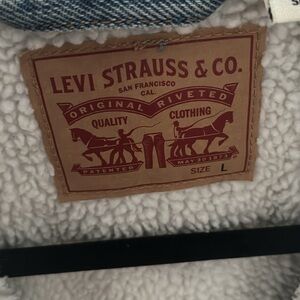 LEVI STRAUSS & CO.
SAN FRANCISCO
CAL.
ORIGINAL RIVETED
QUALITY CLOTHING
PATENTED MAY 20 1873
SIZE L
S